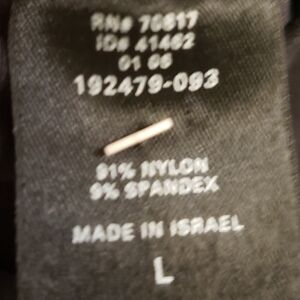 RN# 70817
ID# 41462
01 06
192479-093
91% NYLON
9% SPANDEX
MADE IN ISRAEL
L